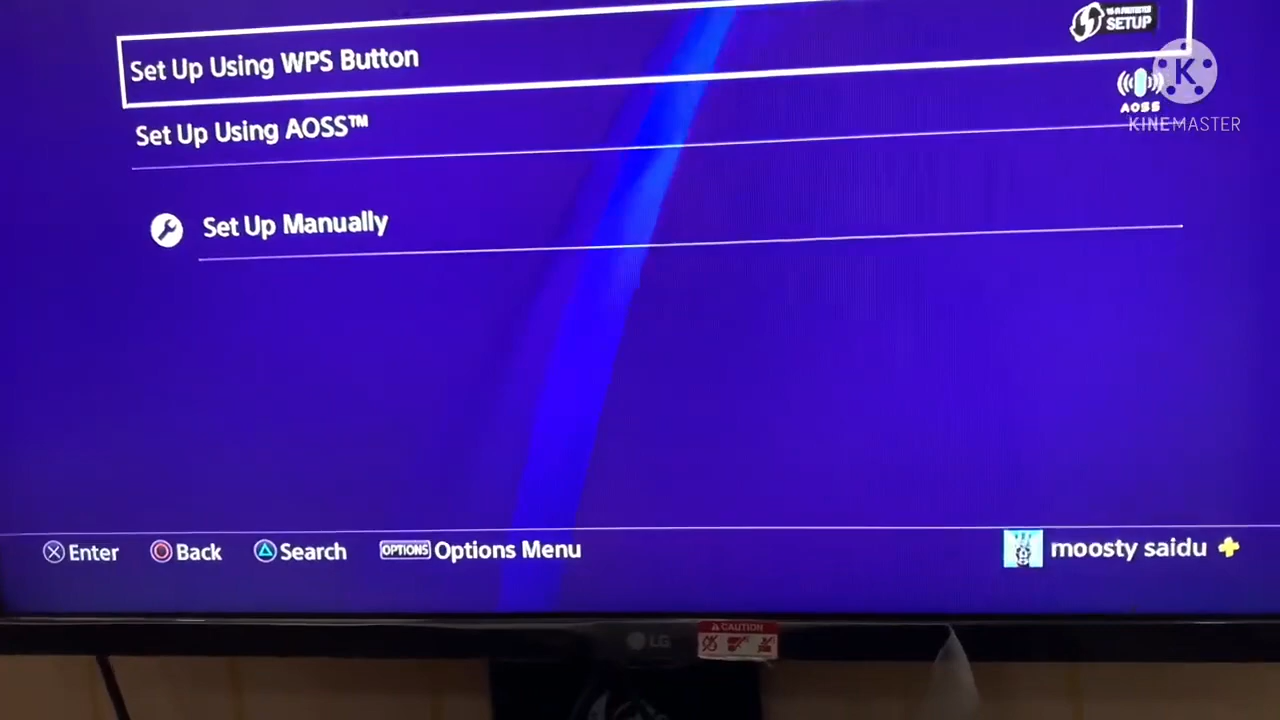 Set Up Using WPS Button
SETUP
K
AOSS
KINEMASTER
Set Up Using AOSS™
Set Up Manually
Enter
Back
Search
OPTIONS Options Menu
moosty saidu
LG
CAUTION